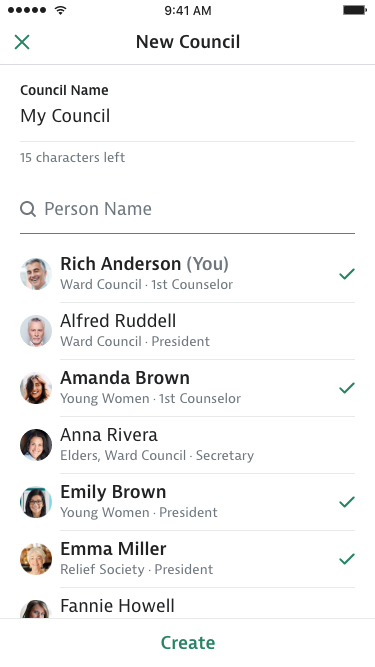 9:41 AM
New Council
Council Name
My Council
15 characters left
Person Name
Rich Anderson (You)
Ward Council · 1st Counselor
Alfred Ruddell
Ward Council · President
Amanda Brown
Young Women · 1st Counselor
Anna Rivera
Elders, Ward Council · Secretary
Emily Brown
Young Women · President
Emma Miller
Relief Society · President
Fannie Howell
Create